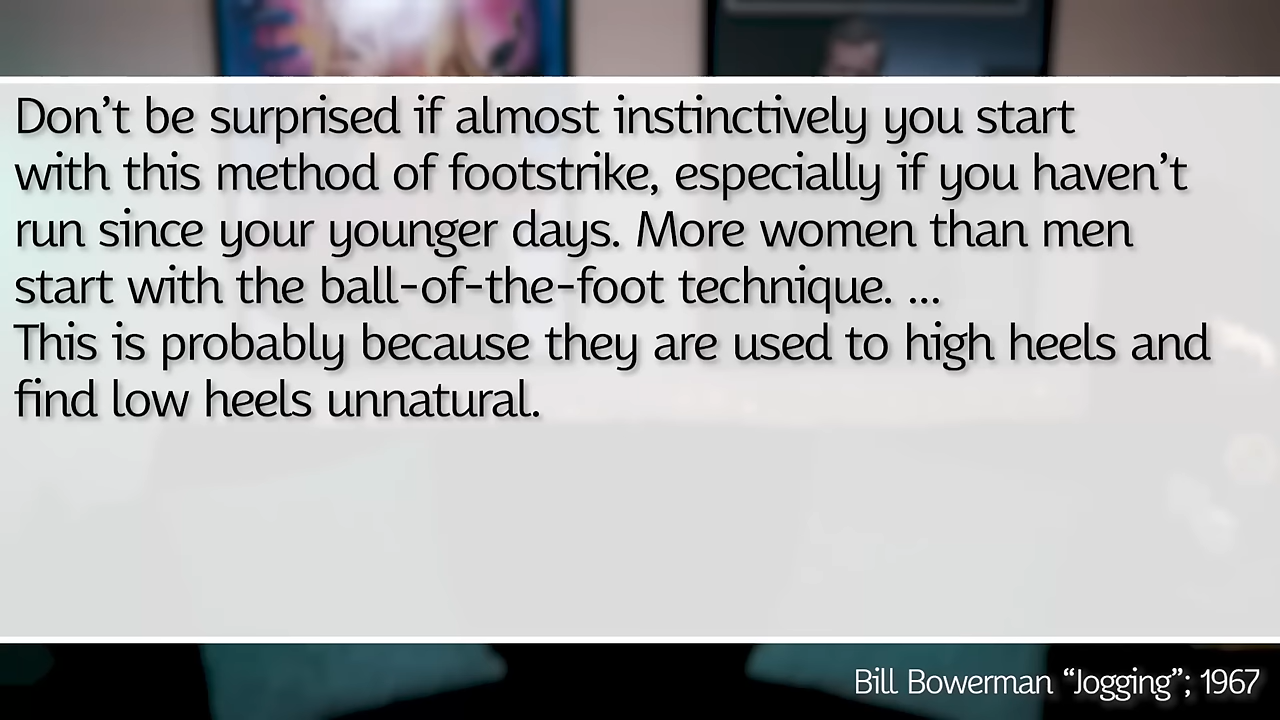 Don’t be surprised if almost instinctively you start
with this method of footstrike, especially if you haven’t
run since your younger days. More women than men
start with the ball-of-the-foot technique. ...
This is probably because they are used to high heels and
find low heels unnatural.
Bill Bowerman “Jogging”; 1967